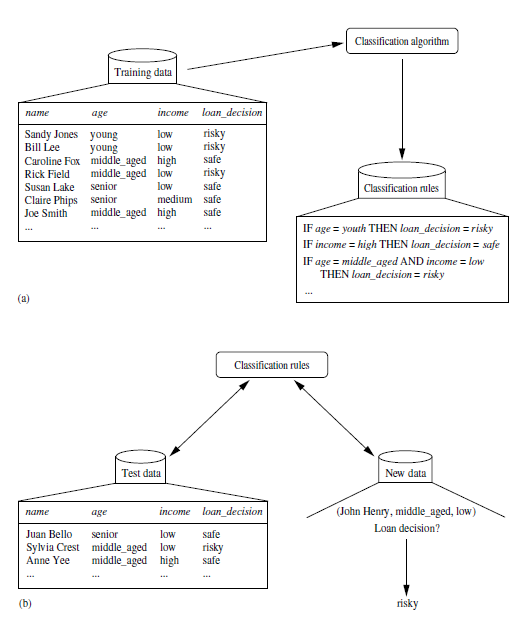 Classification algorithm
Training data
name age income loan_decision
Sandy Jones young low risky
Bill Lee young low risky
Caroline Fox middle_aged high safe
Rick Field middle_aged low risky
Susan Lake senior low safe
Claire Phips senior medium safe
Joe Smith middle_aged high safe
... ... ... ...
Classification rules
IF age = youth THEN loan_decision = risky
IF income = high THEN loan_decision = safe
IF age = middle_aged AND income = low
THEN loan_decision = risky
...
(a)
Classification rules
Test data
name age income loan_decision
Juan Bello senior low safe
Sylvia Crest middle_aged low risky
Anne Yee middle_aged high safe
... ... ... ...
New data
(John Henry, middle_aged, low)
Loan decision?
risky
(b)